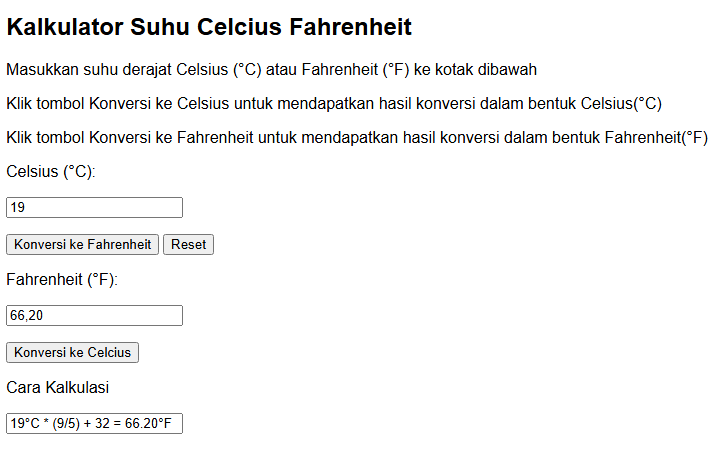 Kalkulator Suhu Celcius Fahrenheit
Masukkan suhu derajat Celsius (°C) atau Fahrenheit (°F) ke kotak dibawah
Klik tombol Konversi ke Celsius untuk mendapatkan hasil konversi dalam bentuk Celsius(°C)
Klik tombol Konversi ke Fahrenheit untuk mendapatkan hasil konversi dalam bentuk Fahrenheit(°F)
Celsius (°C):
19
Konversi ke Fahrenheit Reset
Fahrenheit (°F):
66,20
Konversi ke Celcius
Cara Kalkulasi
19°C * (9/5) + 32 = 66.20°F